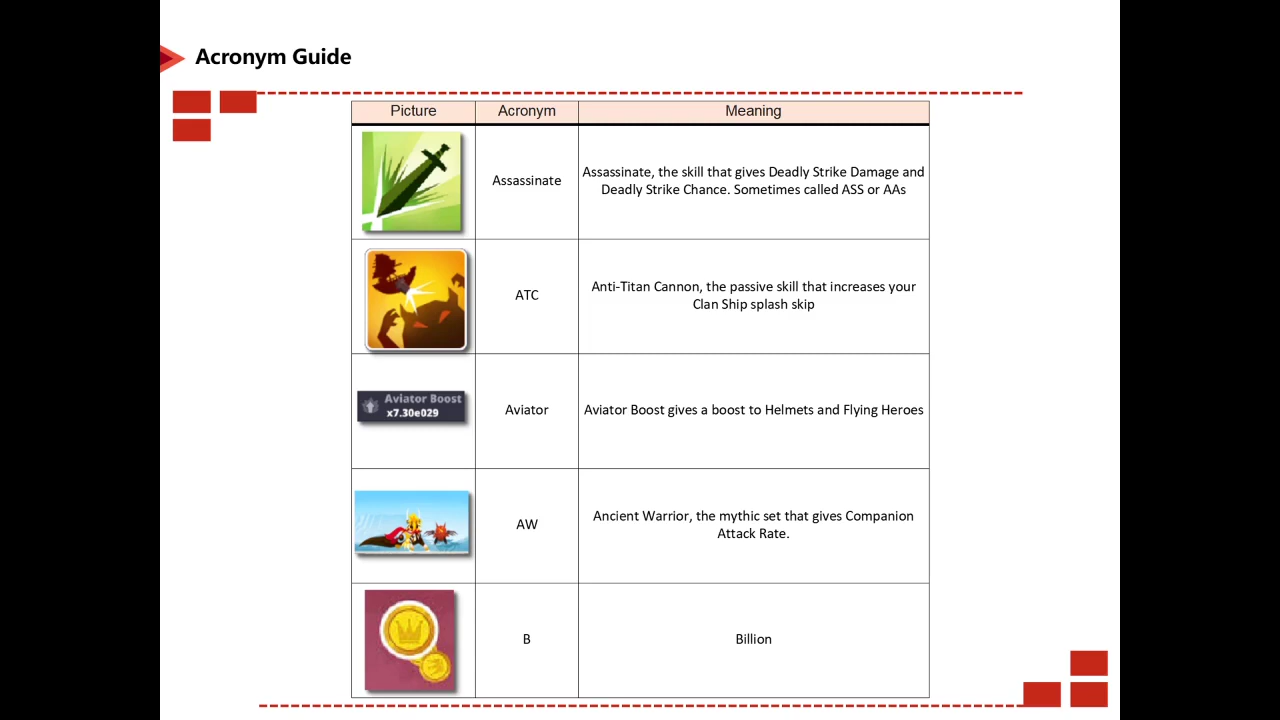 Acronym Guide
Picture Acronym Meaning
Assassinate
Assassinate, the skill that gives Deadly Strike Damage and
Deadly Strike Chance. Sometimes called ASS or AAs
ATC
Anti-Titan Cannon, the passive skill that increases your
Clan Ship splash skip
Aviator Boost
x7.30e029
Aviator
Aviator Boost gives a boost to Helmets and Flying Heroes
AW
Ancient Warrior, the mythic set that gives Companion
Attack Rate.
B
Billion